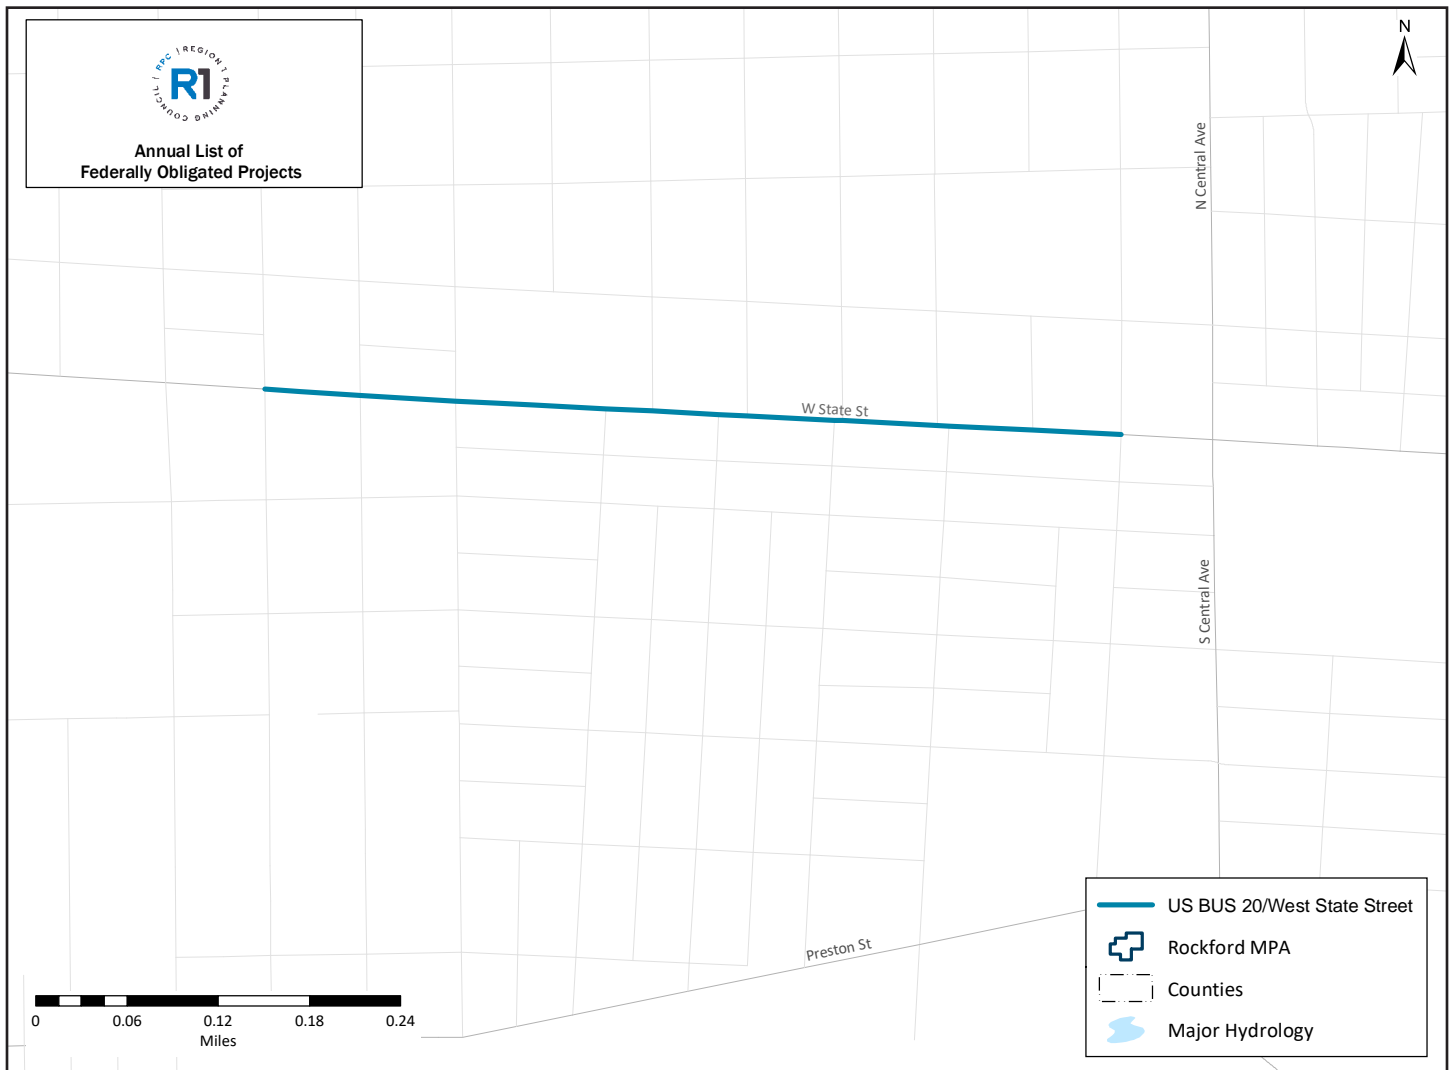 RPC | REGION 1 PLANNING COUNCIL |
R1
Annual List of
Federally Obligated Projects
N
N Central Ave
W State St
S Central Ave
Preston St
0 0.06 0.12 0.18 0.24
Miles
US BUS 20/West State Street
Rockford MPA
Counties
Major Hydrology